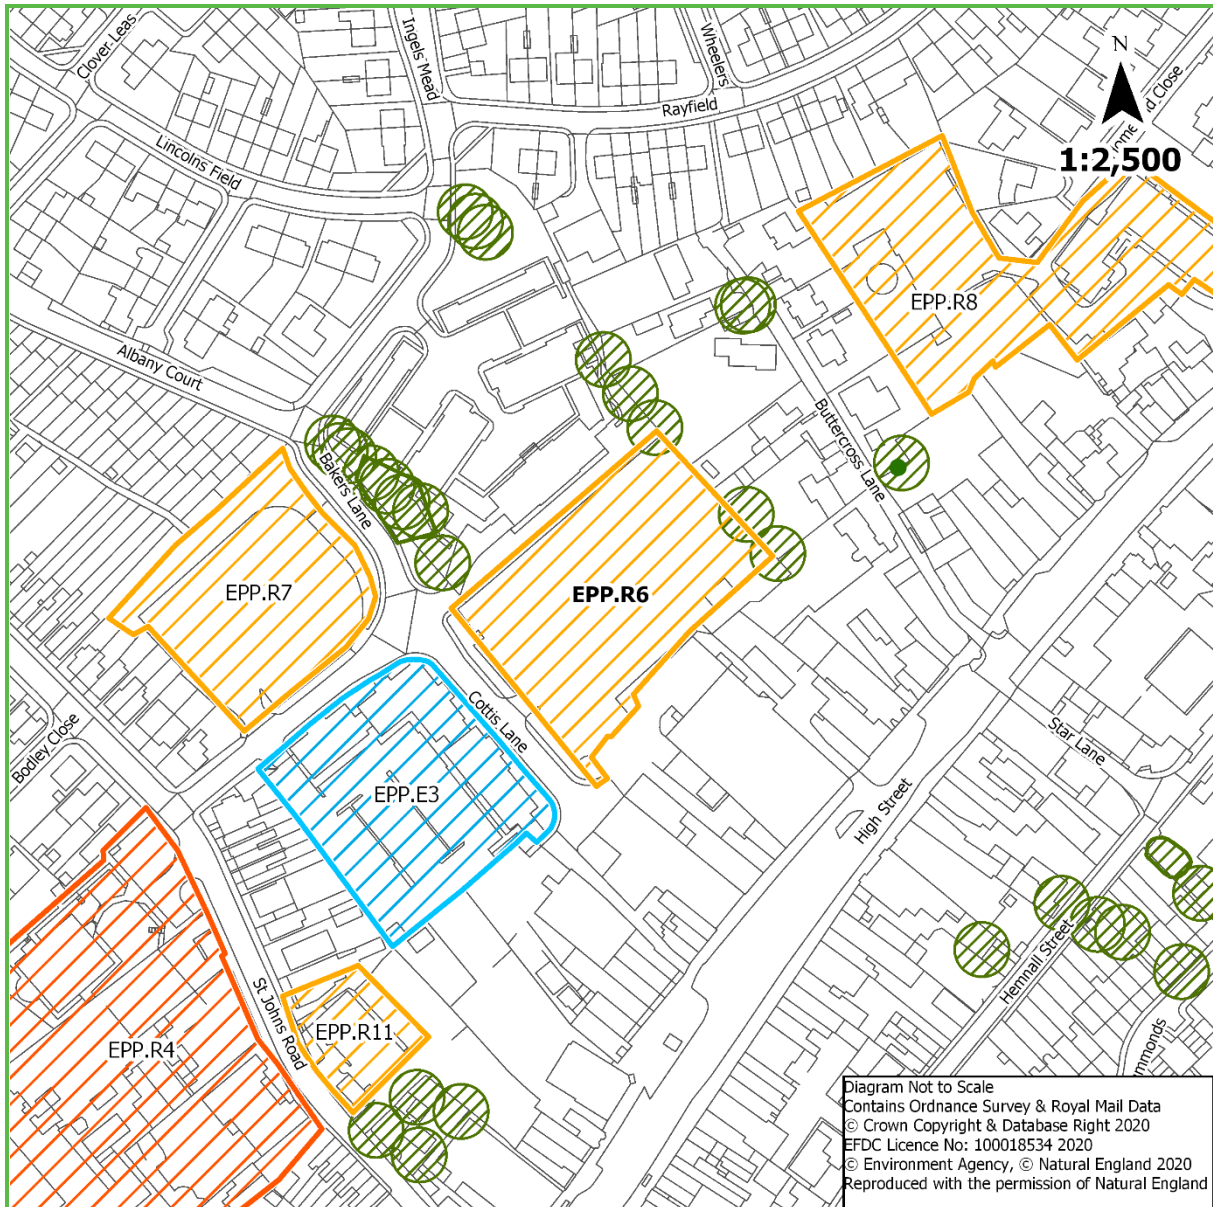 Clover Leas
Ingels Mead
Wheelers
N
Rayfield
1:2,500
Lincolns Field
EPP.R8
Albany Court
Buttercross Lane
Bakers Lane
EPP.R7
EPP.R6
Cottis Lane
Star Lane
Bodley Close
EPP.E3
High Street
Hemnall Street
St Johns Road
EPP.R11
EPP.R4
Diagram Not to Scale
Contains Ordnance Survey & Royal Mail Data
© Crown Copyright & Database Right 2020
EFDC Licence No: 100018534 2020
© Environment Agency, © Natural England 2020
Reproduced with the permission of Natural England